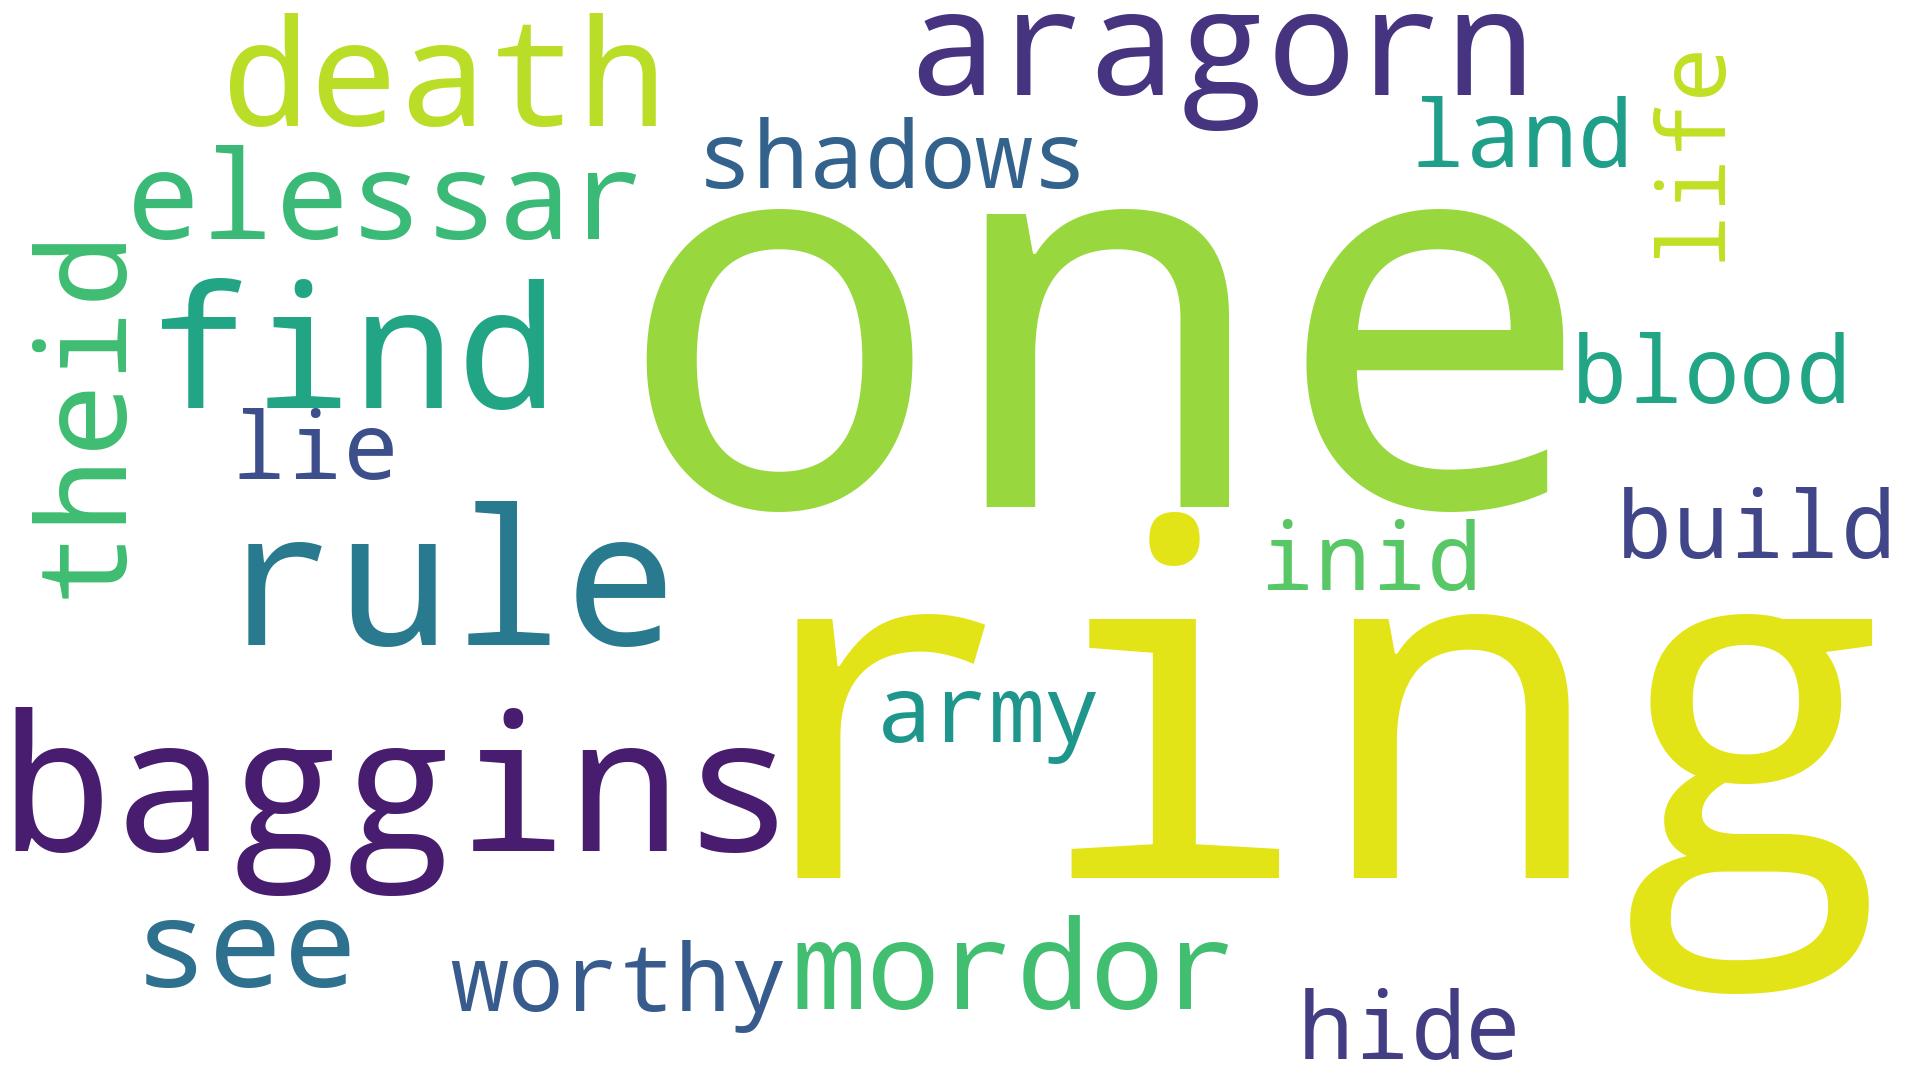 death
aragorn
life
shadows
land
elessar
theid
find
one
blood
lie
rule
build
inid
ring
army
baggins
see
worthy
mordor
hide